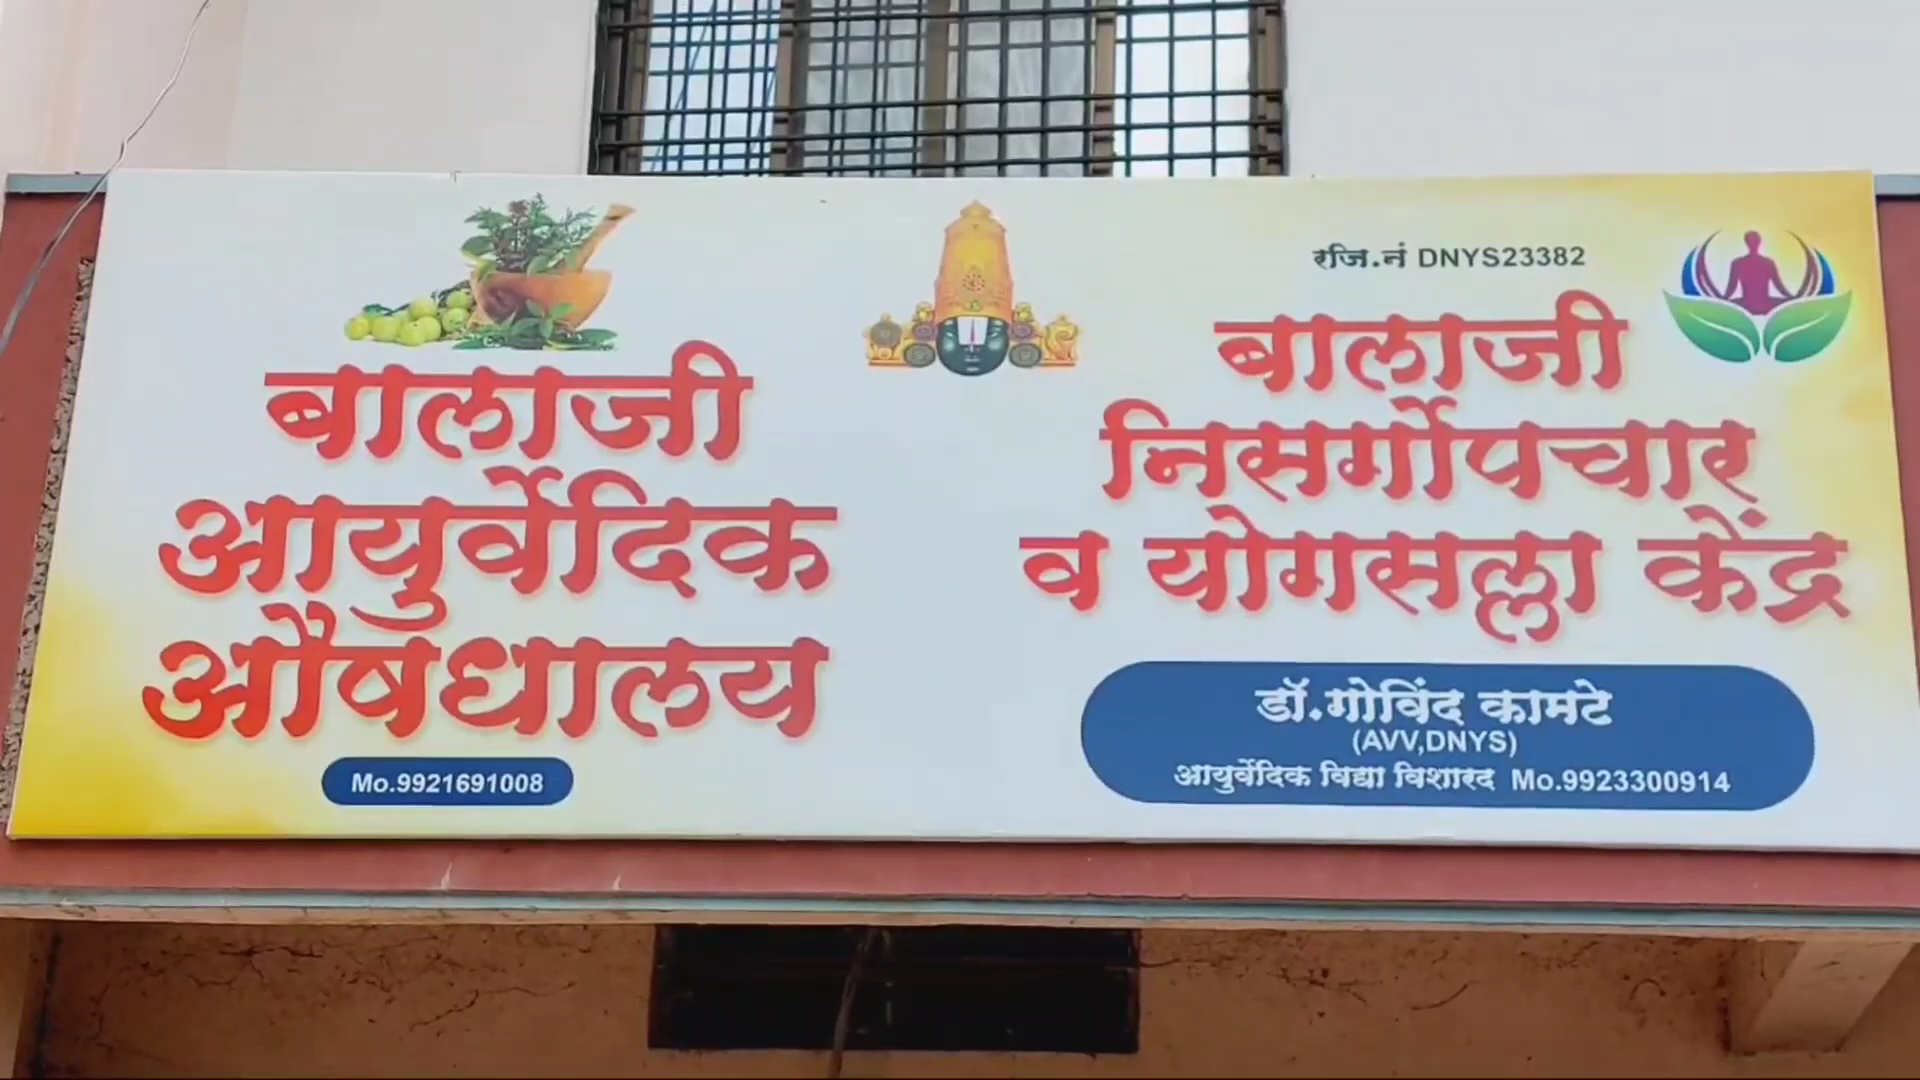 बालाजी
आयुर्वेदिक
औषधालय
Mo.9921691008
रजि.नं DNYS23382
बालाजी
निसर्गोपचार
व योगसल्ला केंद्र
डॉ.गोविंद कामटे
(AVV,DNYS)
आयुर्वेदिक विद्या विशारद Mo.9923300914